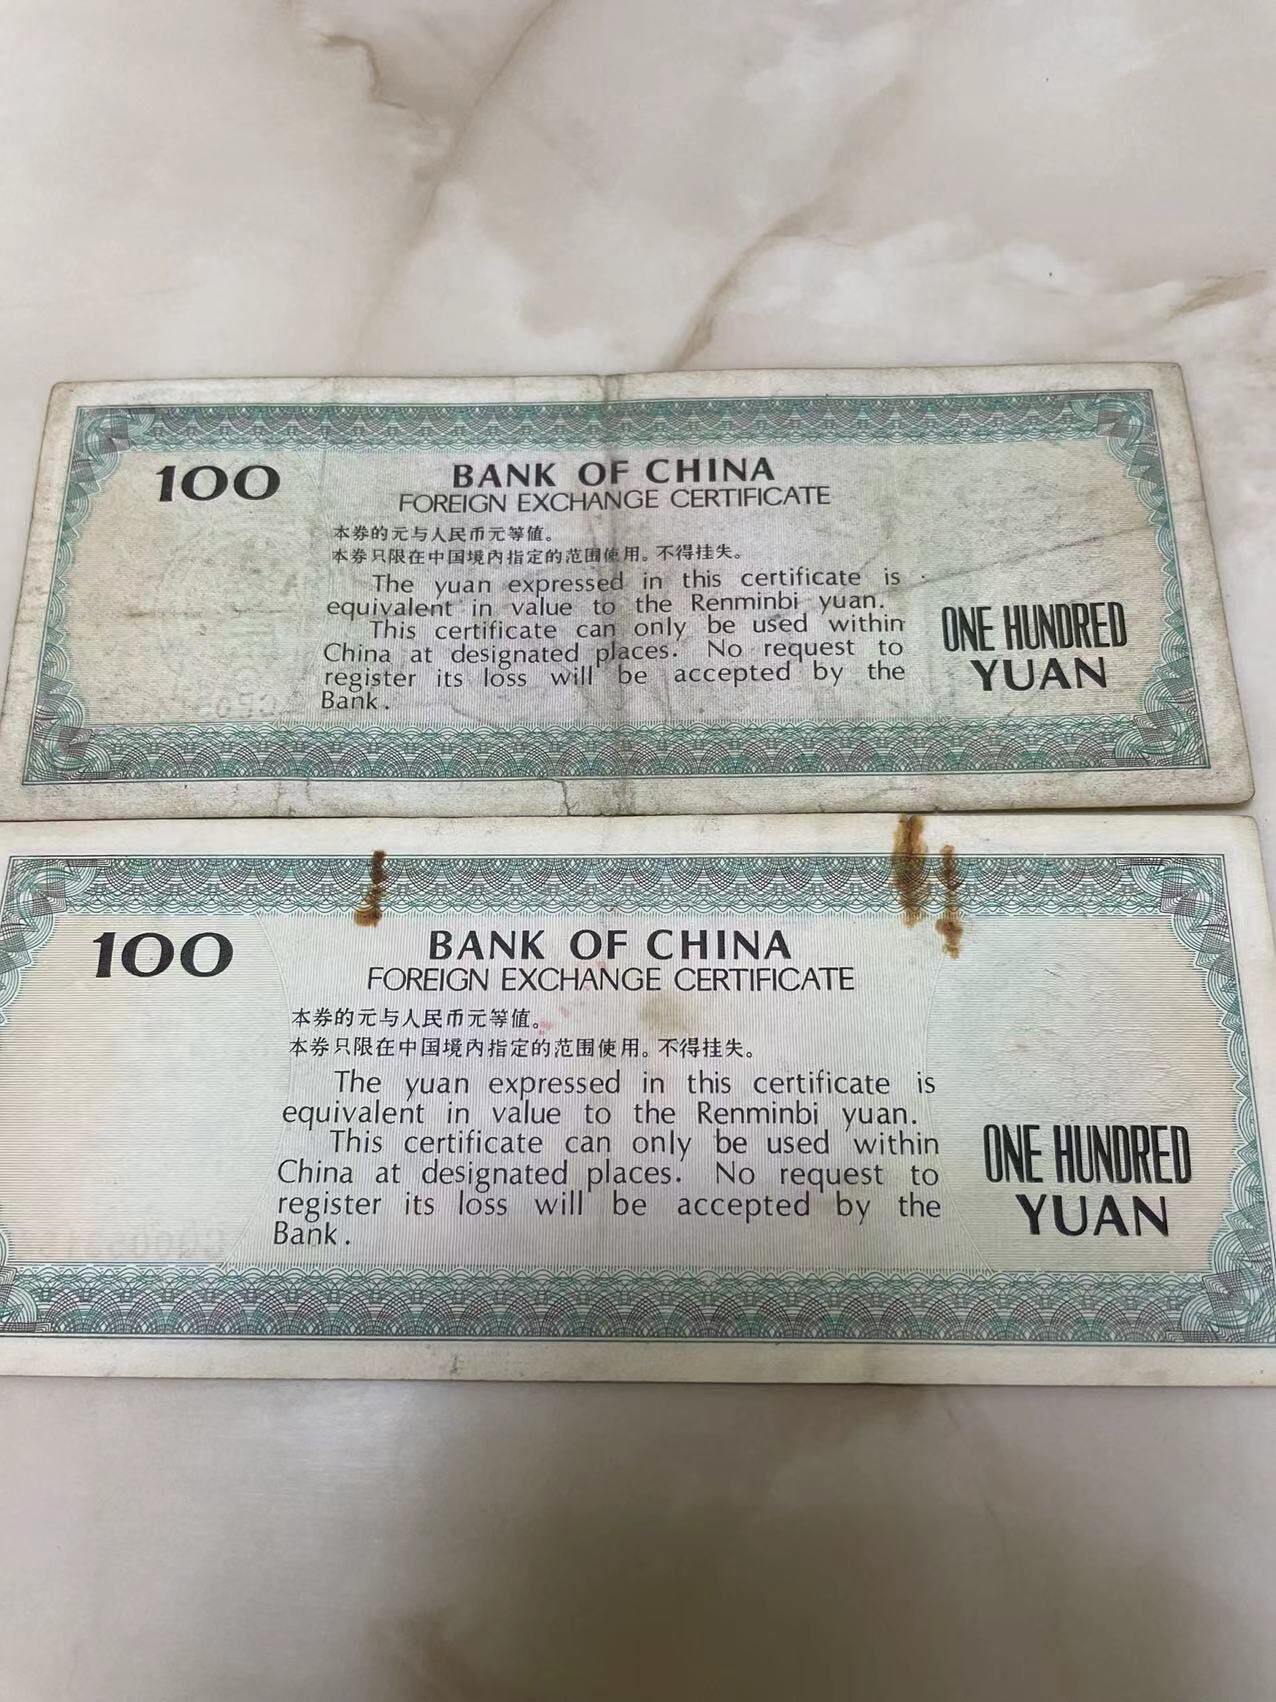 100
BANK OF CHINA
FOREIGN EXCHANGE CERTIFICATE
本券的元与人民币元等值。
本券只限在中国境内指定的范围使用。不得挂失。
The yuan expressed in this certificate is
equivalent in value to the Renminbi yuan.
This certificate can only be used within
China at designated places. No request to
register its loss will be accepted by the
Bank.
ONE HUNDRED
YUAN
100
BANK OF CHINA
FOREIGN EXCHANGE CERTIFICATE
本券的元与人民币元等值。
本券只限在中国境内指定的范围使用。不得挂失。
The yuan expressed in this certificate is
equivalent in value to the Renminbi yuan.
This certificate can only be used within
China at designated places. No request to
register its loss will be accepted by the
Bank.
ONE HUNDRED
YUAN